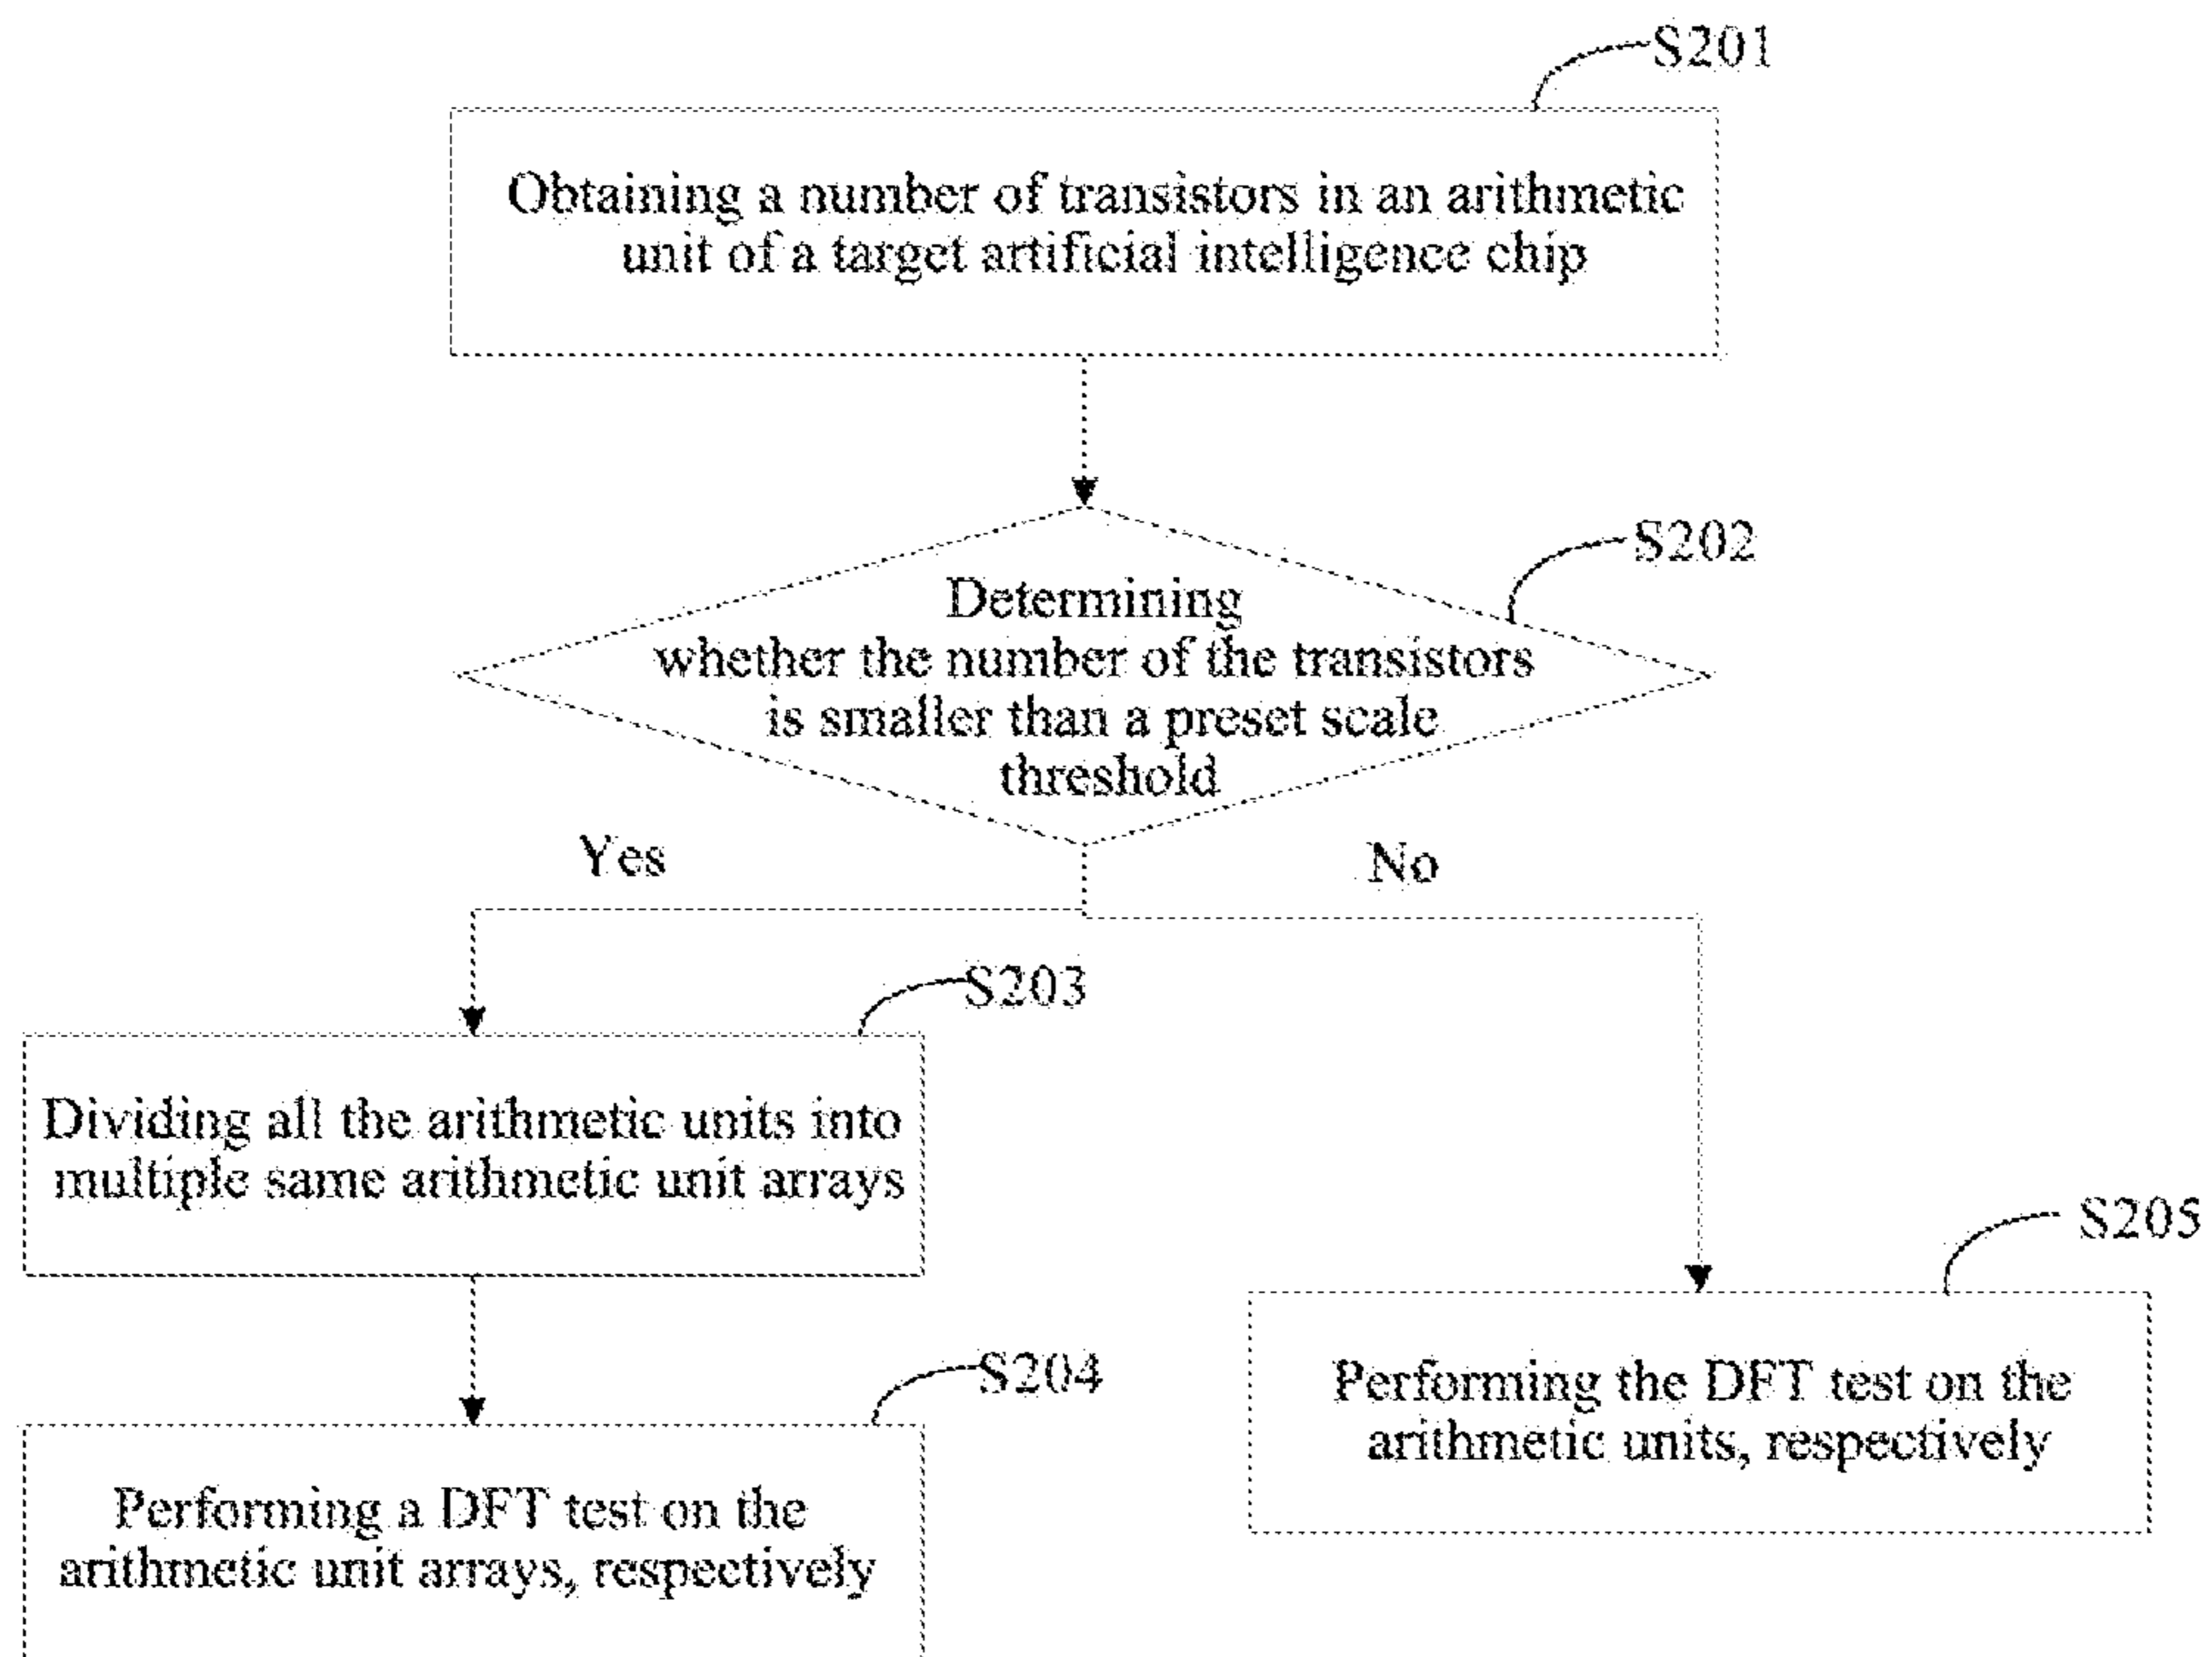 S201
Obtaining a number of transistors in an arithmetic
unit of a target artificial intelligence chip
S202
Determining
whether the number of the transistors
is smaller than a preset scale
threshold
Yes
No
S203
Dividing all the arithmetic units into
multiple same arithmetic unit arrays
S204
Performing a DFT test on the
arithmetic unit arrays, respectively
S205
Performing the DFT test on the
arithmetic units, respectively